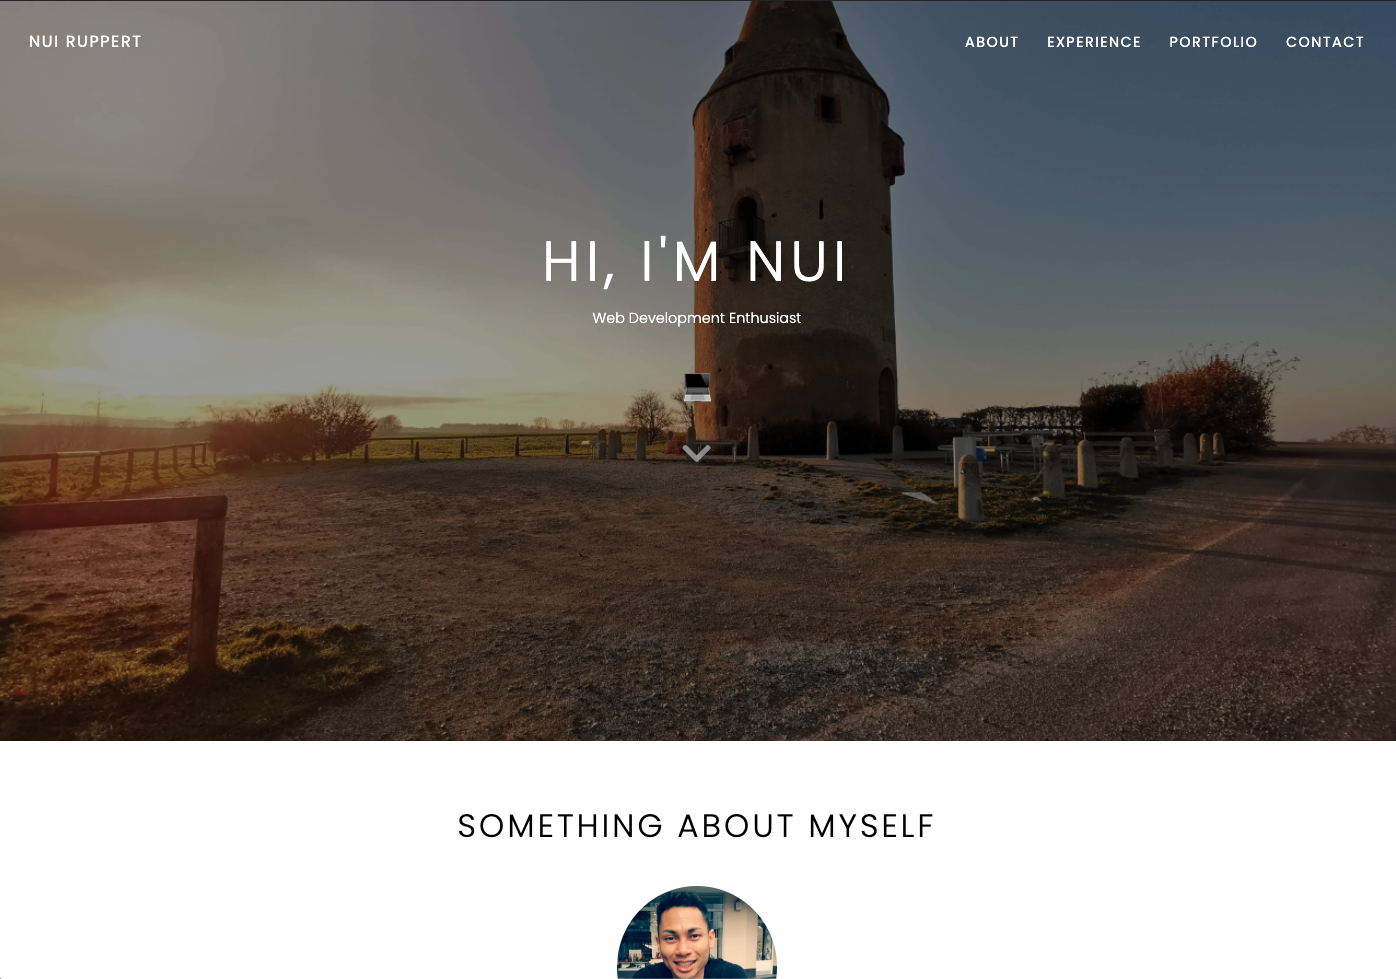 NUI RUPPERT
ABOUT EXPERIENCE PORTFOLIO CONTACT
HI, I'M NUI
Web Development Enthusiast
SOMETHING ABOUT MYSELF